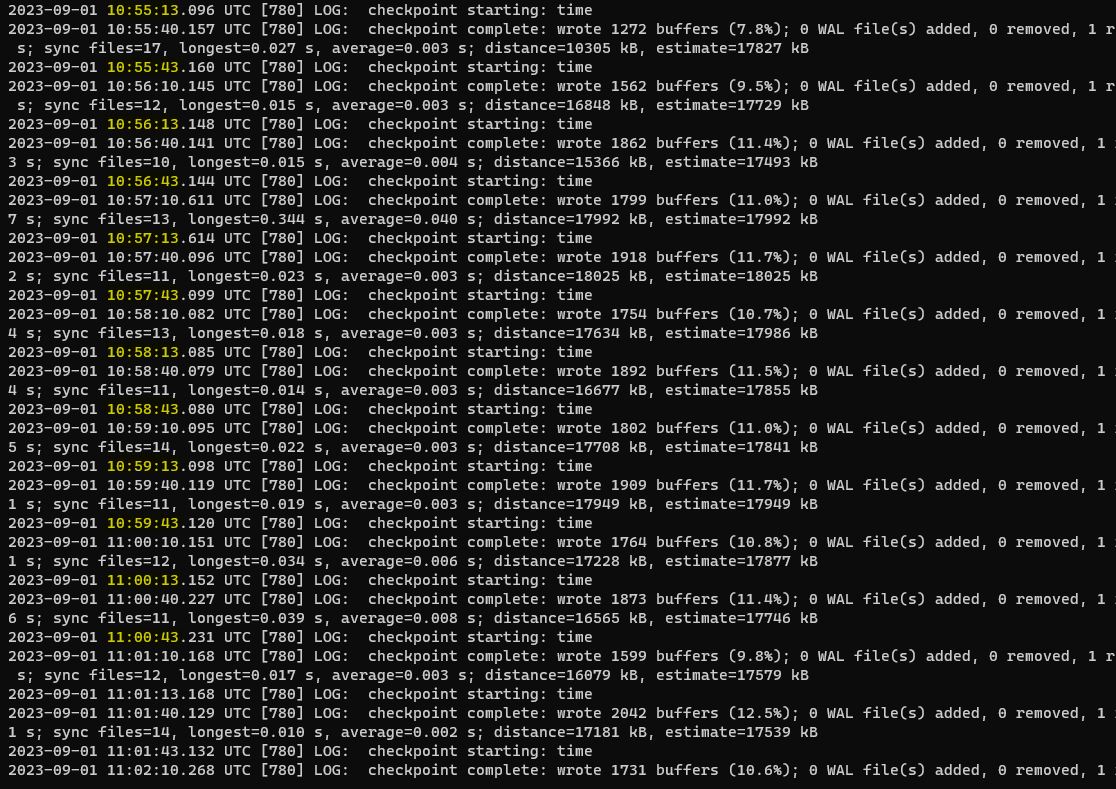 2023-09-01 10:55:13.096 UTC [780] LOG:  checkpoint starting: time
2023-09-01 10:55:40.157 UTC [780] LOG:  checkpoint complete: wrote 1272 buffers (7.8%); 0 WAL file(s) added, 0 removed, 1 r
 s; sync files=17, longest=0.027 s, average=0.003 s; distance=10305 kB, estimate=17827 kB
2023-09-01 10:55:43.160 UTC [780] LOG:  checkpoint starting: time
2023-09-01 10:56:10.145 UTC [780] LOG:  checkpoint complete: wrote 1562 buffers (9.5%); 0 WAL file(s) added, 0 removed, 1 r
 s; sync files=12, longest=0.015 s, average=0.003 s; distance=16848 kB, estimate=17729 kB
2023-09-01 10:56:13.148 UTC [780] LOG:  checkpoint starting: time
2023-09-01 10:56:40.141 UTC [780] LOG:  checkpoint complete: wrote 1862 buffers (11.4%); 0 WAL file(s) added, 0 removed, 1
3 s; sync files=10, longest=0.015 s, average=0.004 s; distance=15366 kB, estimate=17493 kB
2023-09-01 10:56:43.144 UTC [780] LOG:  checkpoint starting: time
2023-09-01 10:57:10.611 UTC [780] LOG:  checkpoint complete: wrote 1799 buffers (11.0%); 0 WAL file(s) added, 0 removed, 1
7 s; sync files=13, longest=0.344 s, average=0.040 s; distance=17992 kB, estimate=17992 kB
2023-09-01 10:57:13.614 UTC [780] LOG:  checkpoint starting: time
2023-09-01 10:57:40.096 UTC [780] LOG:  checkpoint complete: wrote 1918 buffers (11.7%); 0 WAL file(s) added, 0 removed, 1
2 s; sync files=11, longest=0.023 s, average=0.003 s; distance=18025 kB, estimate=18025 kB
2023-09-01 10:57:43.099 UTC [780] LOG:  checkpoint starting: time
2023-09-01 10:58:10.082 UTC [780] LOG:  checkpoint complete: wrote 1754 buffers (10.7%); 0 WAL file(s) added, 0 removed, 1
4 s; sync files=13, longest=0.018 s, average=0.003 s; distance=17634 kB, estimate=17986 kB
2023-09-01 10:58:13.085 UTC [780] LOG:  checkpoint starting: time
2023-09-01 10:58:40.079 UTC [780] LOG:  checkpoint complete: wrote 1892 buffers (11.5%); 0 WAL file(s) added, 0 removed, 1
4 s; sync files=11, longest=0.014 s, average=0.003 s; distance=16677 kB, estimate=17855 kB
2023-09-01 10:58:43.080 UTC [780] LOG:  checkpoint starting: time
2023-09-01 10:59:10.095 UTC [780] LOG:  checkpoint complete: wrote 1802 buffers (11.0%); 0 WAL file(s) added, 0 removed, 1
5 s; sync files=14, longest=0.022 s, average=0.003 s; distance=17708 kB, estimate=17841 kB
2023-09-01 10:59:13.098 UTC [780] LOG:  checkpoint starting: time
2023-09-01 10:59:40.119 UTC [780] LOG:  checkpoint complete: wrote 1909 buffers (11.7%); 0 WAL file(s) added, 0 removed, 1
1 s; sync files=11, longest=0.019 s, average=0.003 s; distance=17949 kB, estimate=17949 kB
2023-09-01 10:59:43.120 UTC [780] LOG:  checkpoint starting: time
2023-09-01 11:00:10.151 UTC [780] LOG:  checkpoint complete: wrote 1764 buffers (10.8%); 0 WAL file(s) added, 0 removed, 1
1 s; sync files=12, longest=0.034 s, average=0.006 s; distance=17228 kB, estimate=17877 kB
2023-09-01 11:00:13.152 UTC [780] LOG:  checkpoint starting: time
2023-09-01 11:00:40.227 UTC [780] LOG:  checkpoint complete: wrote 1873 buffers (11.4%); 0 WAL file(s) added, 0 removed, 1
6 s; sync files=11, longest=0.039 s, average=0.008 s; distance=16565 kB, estimate=17746 kB
2023-09-01 11:00:43.231 UTC [780] LOG:  checkpoint starting: time
2023-09-01 11:01:10.168 UTC [780] LOG:  checkpoint complete: wrote 1599 buffers (9.8%); 0 WAL file(s) added, 0 removed, 1 r
 s; sync files=12, longest=0.017 s, average=0.003 s; distance=16079 kB, estimate=17579 kB
2023-09-01 11:01:13.168 UTC [780] LOG:  checkpoint starting: time
2023-09-01 11:01:40.129 UTC [780] LOG:  checkpoint complete: wrote 2042 buffers (12.5%); 0 WAL file(s) added, 0 removed, 1
1 s; sync files=14, longest=0.010 s, average=0.002 s; distance=17181 kB, estimate=17539 kB
2023-09-01 11:01:43.132 UTC [780] LOG:  checkpoint starting: time
2023-09-01 11:02:10.268 UTC [780] LOG:  checkpoint complete: wrote 1731 buffers (10.6%); 0 WAL file(s) added, 0 removed, 1